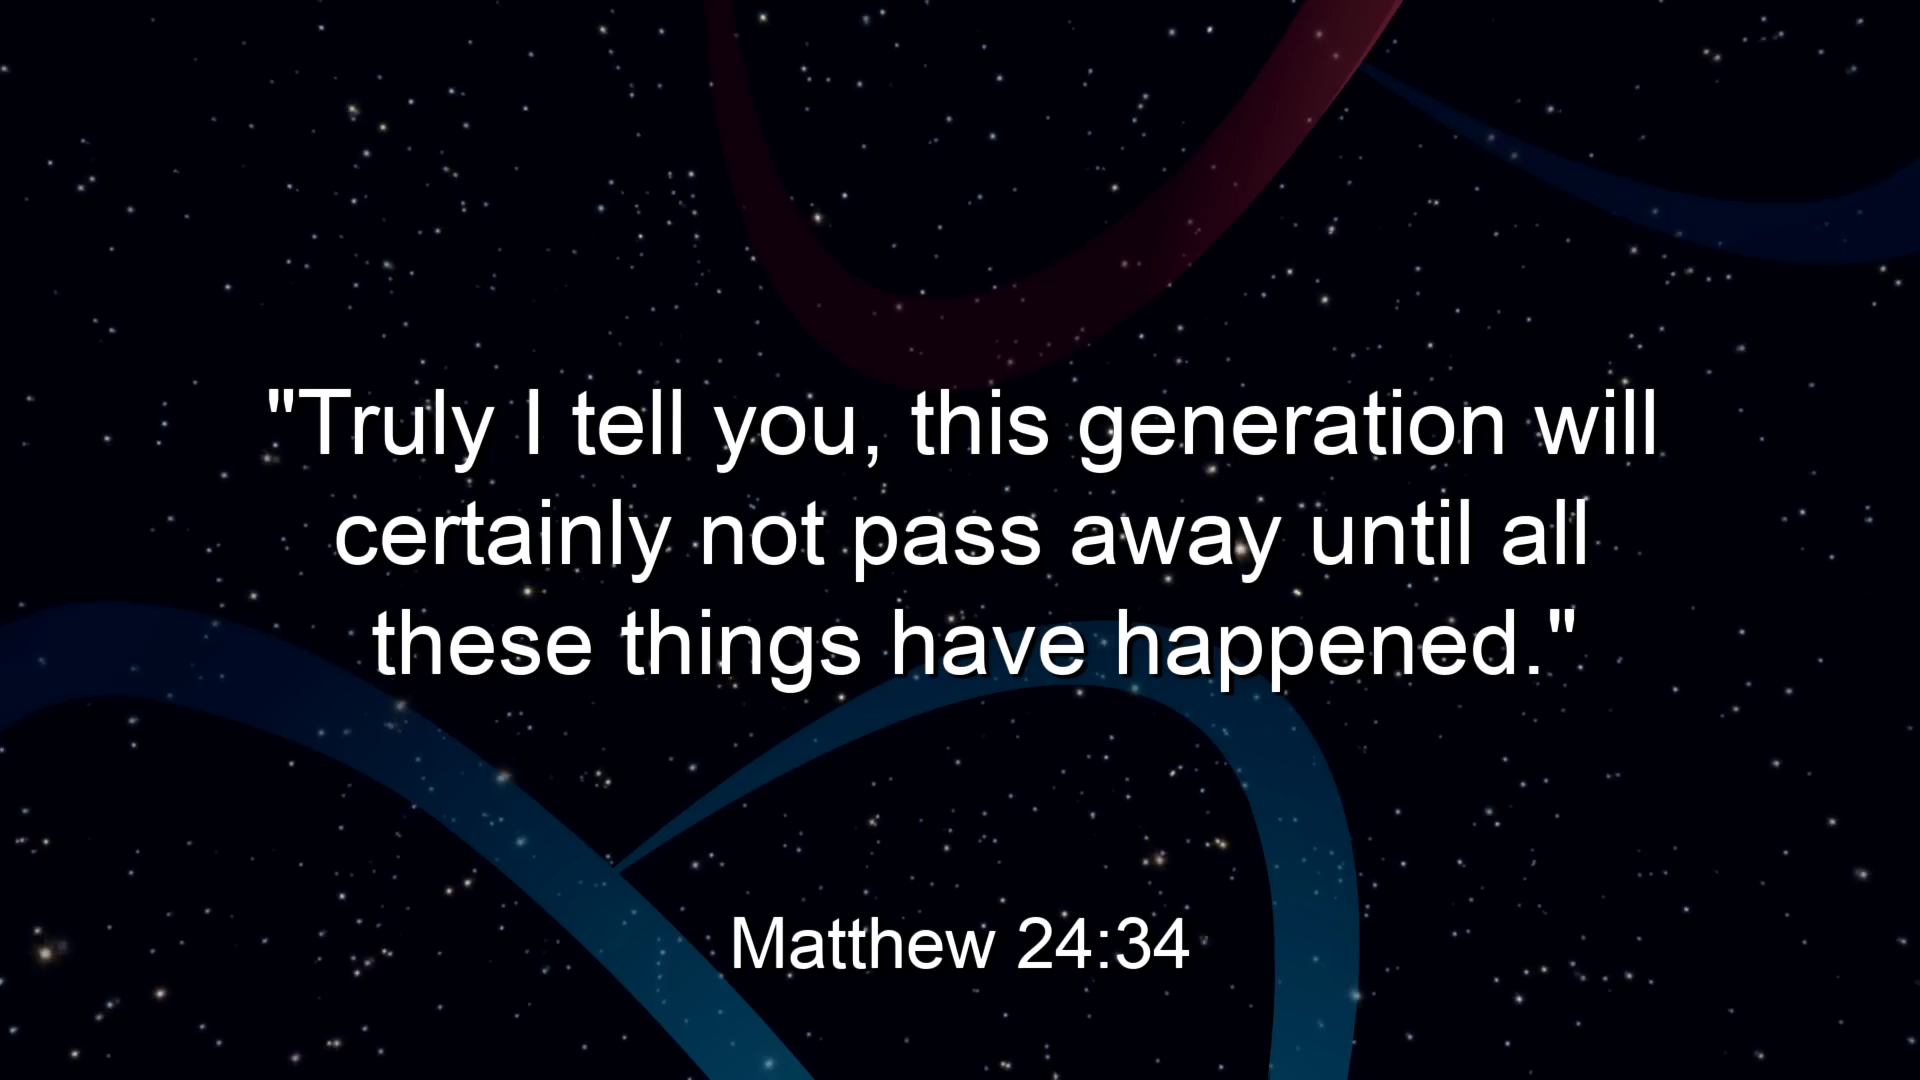 "Truly I tell you, this generation will
certainly not pass away until all
these things have happened."
Matthew 24:34